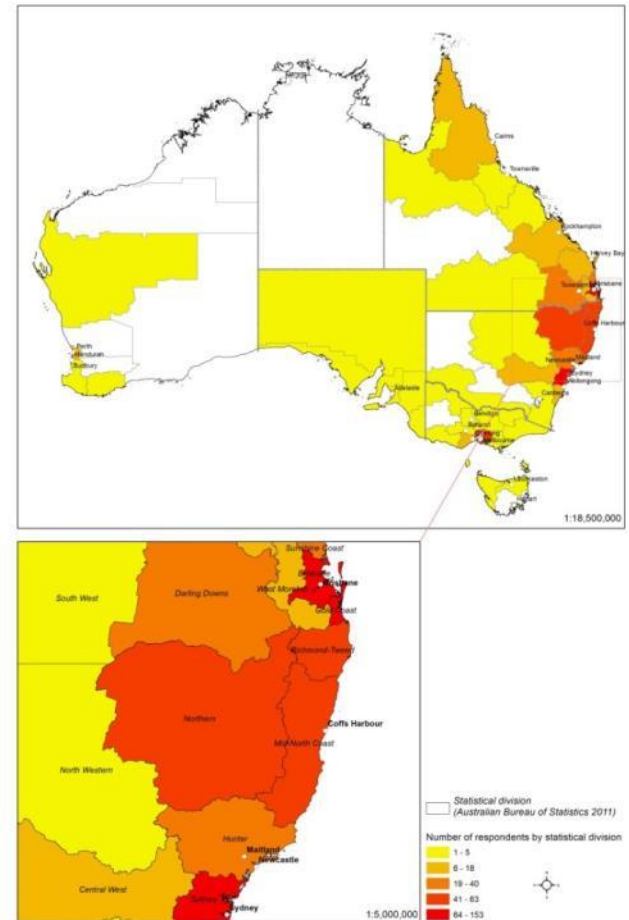 Cairns
Townsville
Rockhampton
Hervey Bay
Brisbane
Coffs Harbour
Maitland
Newcastle
Sydney
Wollongong
Canberra
Perth
Mandurah
Bunbury
Adelaide
Bendigo
Ballarat
Geelong
Melbourne
Launceston
Hobart
1:18,500,000
Sunshine Coast
Brisbane
Brisbane
South West
Darling Downs
West Moreton
Gold Coast
Richmond-Tweed
Northern
Coffs Harbour
Mid-North Coast
North Western
Hunter
Maitland
Newcastle
Central West
Sydney
Sydney
1:5,000,000
Statistical division
(Australian Bureau of Statistics 2011)
Number of respondents by statistical division
1 - 5
6 - 18
19 - 40
41 - 63
64 - 153